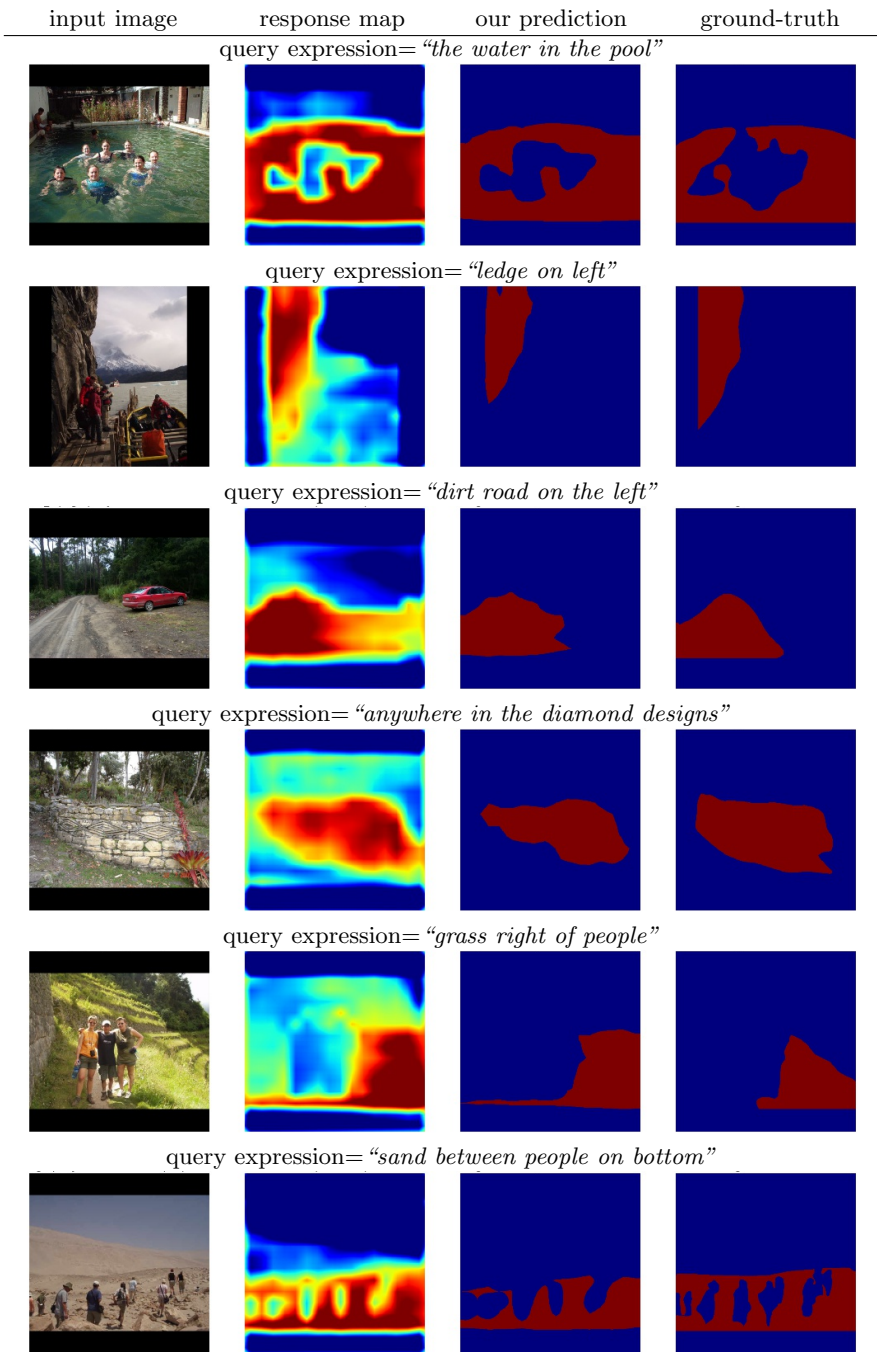 input image response map our prediction ground-truth
query expression=“the water in the pool”
query expression=“ledge on left”
query expression=“dirt road on the left”
query expression=“anywhere in the diamond designs”
query expression=“grass right of people”
query expression=“sand between people on bottom”